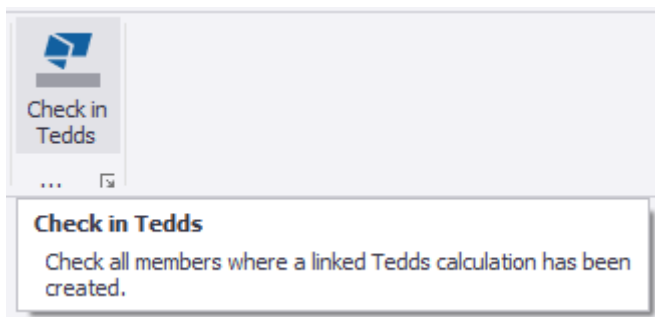 Check in
Tedds
...
Check in Tedds
Check all members where a linked Tedds calculation has been
created.